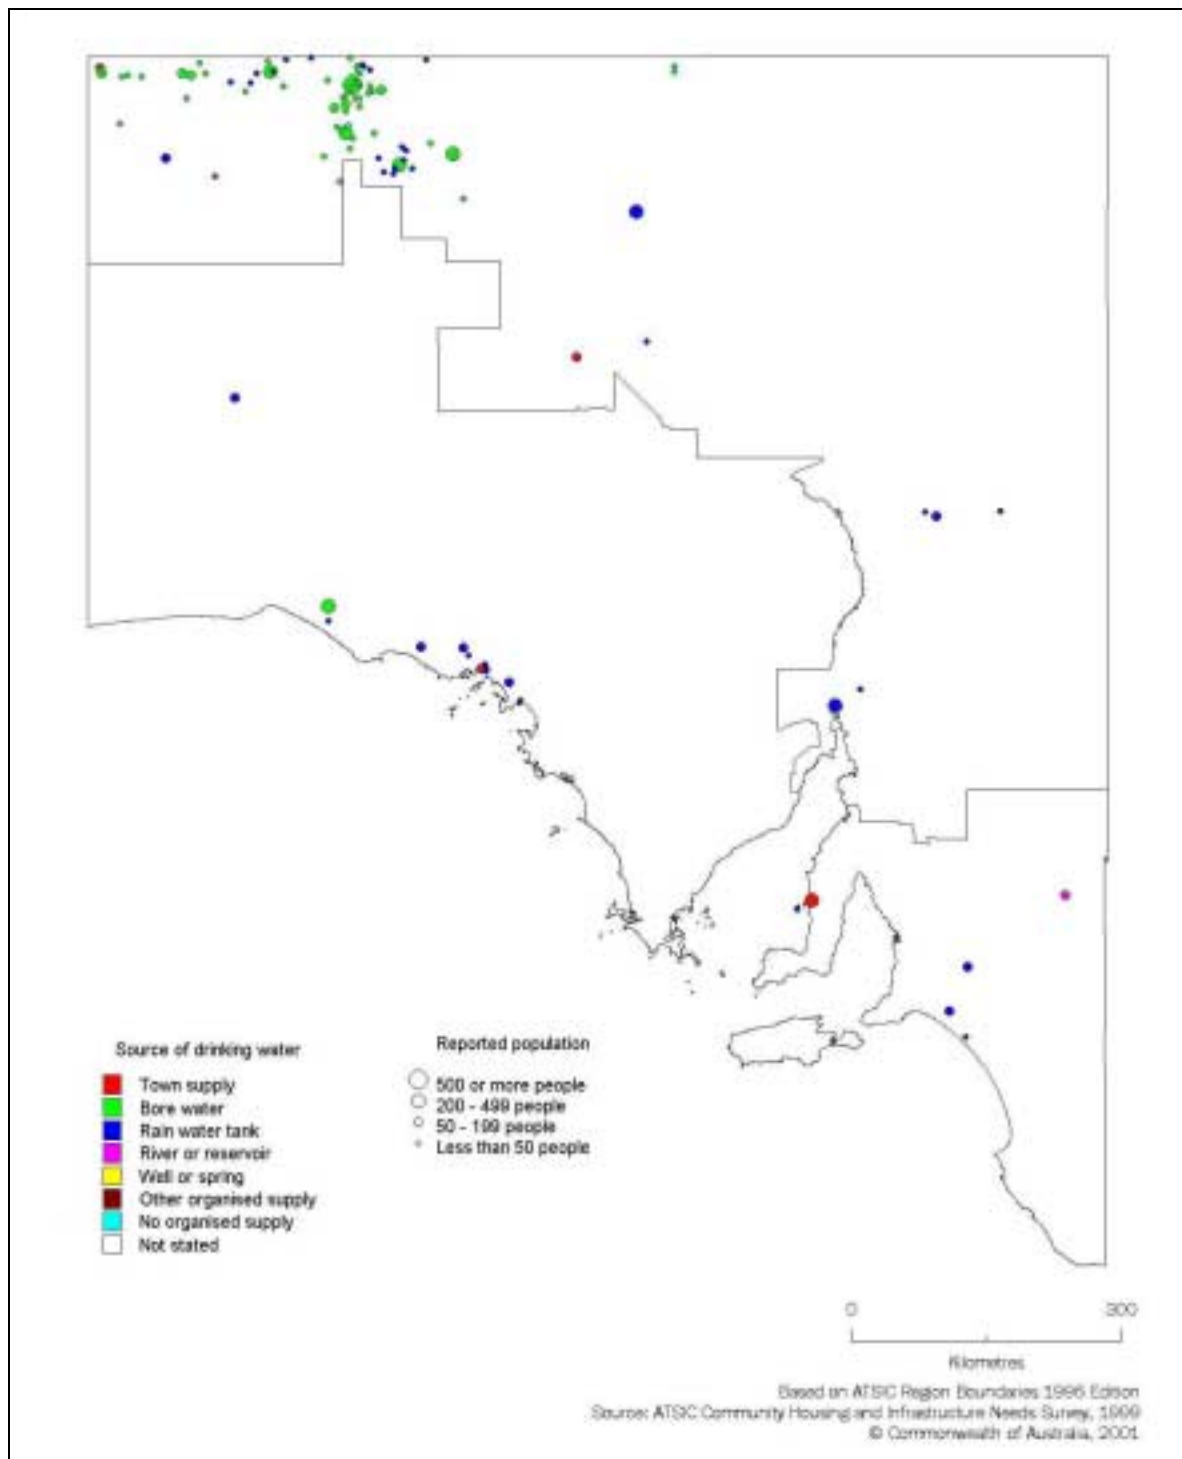 Source of drinking water
Town supply
Bore water
Rain water tank
River or reservoir
Well or spring
Other organised supply
No organised supply
Not stated
Reported population
500 or more people
200 - 499 people
50 - 199 people
Less than 50 people
0 300
Kilometres
Based on ATSIC Region Boundaries 1996 Edition
Source: ATSIC Community Housing and Infrastructure Needs Survey, 1999
© Commonwealth of Australia, 2001